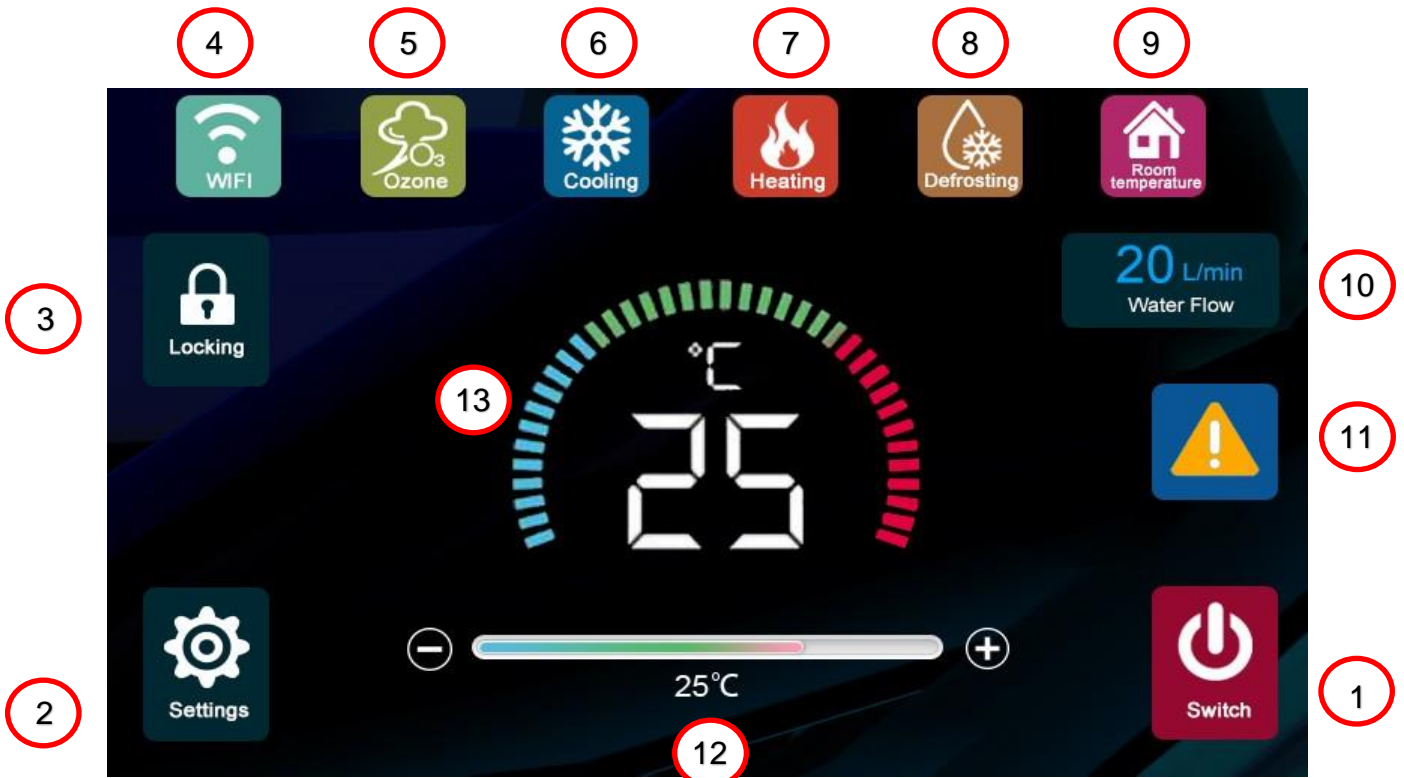 4 5 6 7 8 9
WIFI
O₃
Ozone
Cooling
Heating
Defrosting
Room
temperature
3
Locking
20 L/min
Water Flow
10
°C
13
25
11
Settings
2
25°C
12
Switch
1